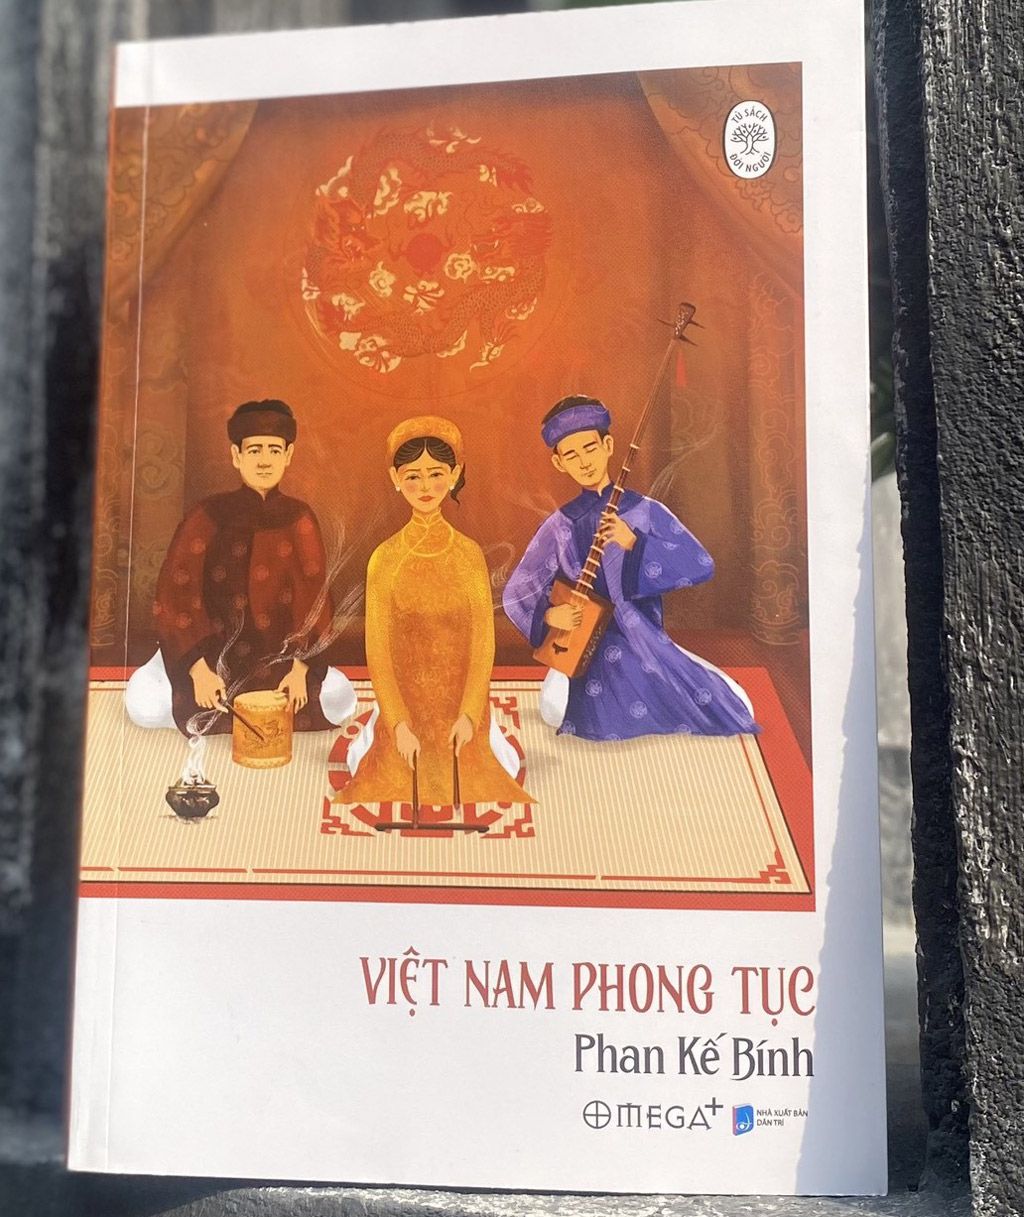 TỦ SÁCH
ĐỜI NGƯỜI
VIỆT NAM PHONG TỤC
Phan Kế Bính
OMEGA+
NHÀ XUẤT BẢN
DÂN TRÍ